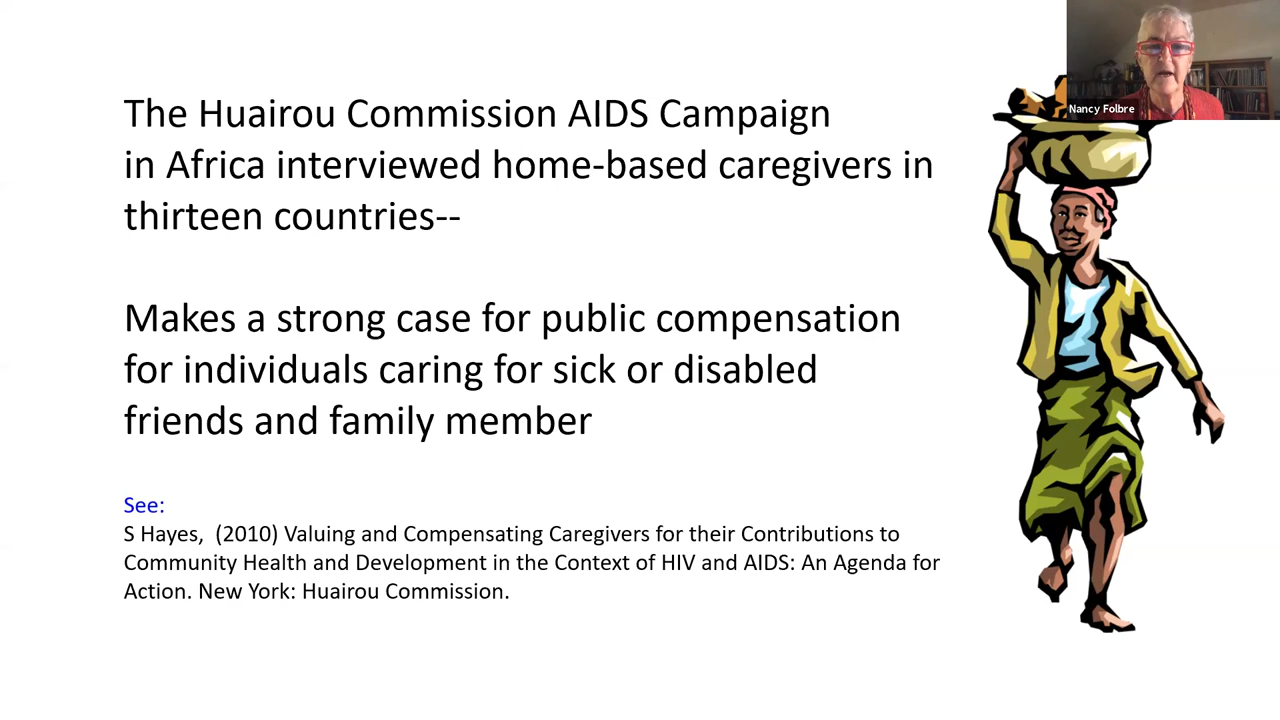 Nancy Folbre
The Huairou Commission AIDS Campaign
in Africa interviewed home-based caregivers in
thirteen countries--
Makes a strong case for public compensation
for individuals caring for sick or disabled
friends and family member
See:
S Hayes,  (2010) Valuing and Compensating Caregivers for their Contributions to
Community Health and Development in the Context of HIV and AIDS: An Agenda for
Action. New York: Huairou Commission.